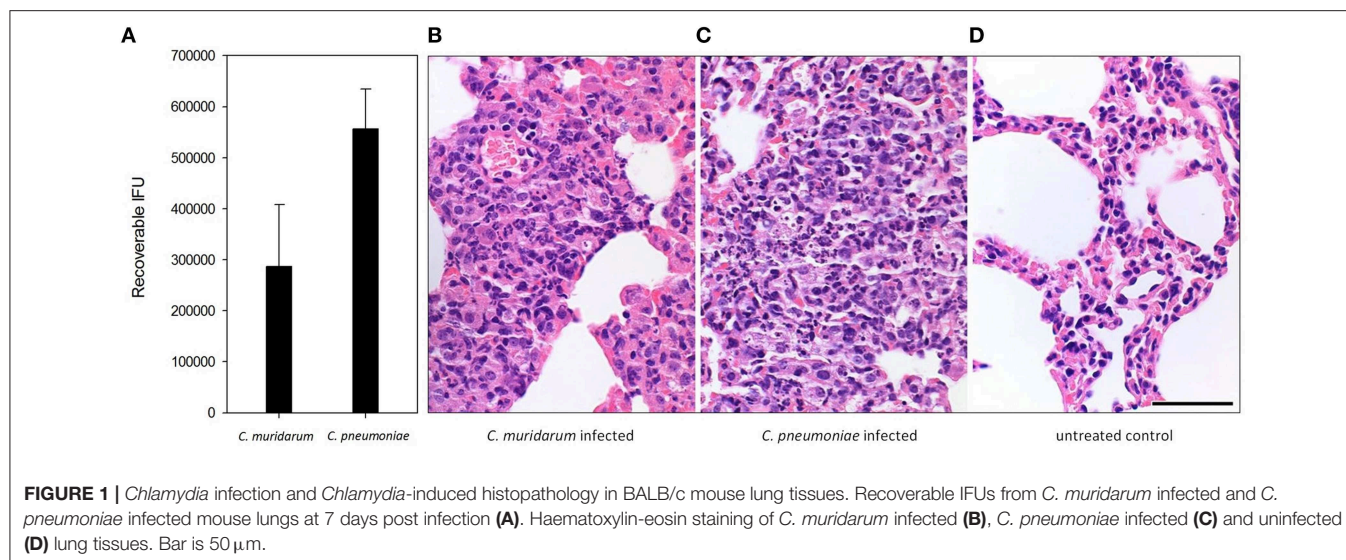 A
B
C
D
Recoverable IFU
700000
600000
500000
400000
300000
200000
100000
0
C. muridarum
C. pneumoniae
C. muridarum infected
C. pneumoniae infected
untreated control
FIGURE 1 | Chlamydia infection and Chlamydia-induced histopathology in BALB/c mouse lung tissues. Recoverable IFUs from C. muridarum infected and C.
pneumoniae infected mouse lungs at 7 days post infection (A). Haematoxylin-eosin staining of C. muridarum infected (B), C. pneumoniae infected (C) and uninfected
(D) lung tissues. Bar is 50 μm.